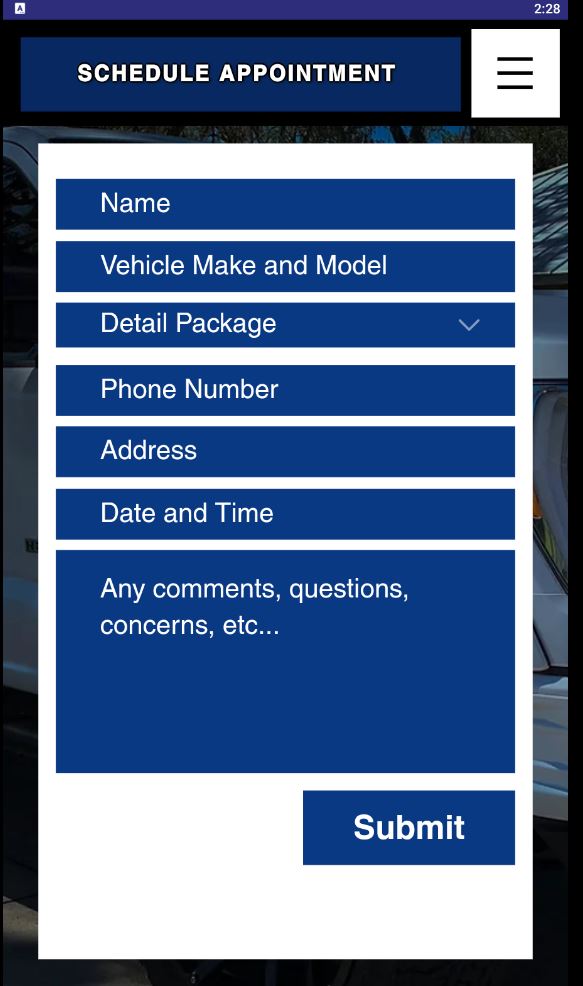 A
2:28
SCHEDULE APPOINTMENT
Name
Vehicle Make and Model
Detail Package
Phone Number
Address
Date and Time
Any comments, questions,
concerns, etc...
Submit